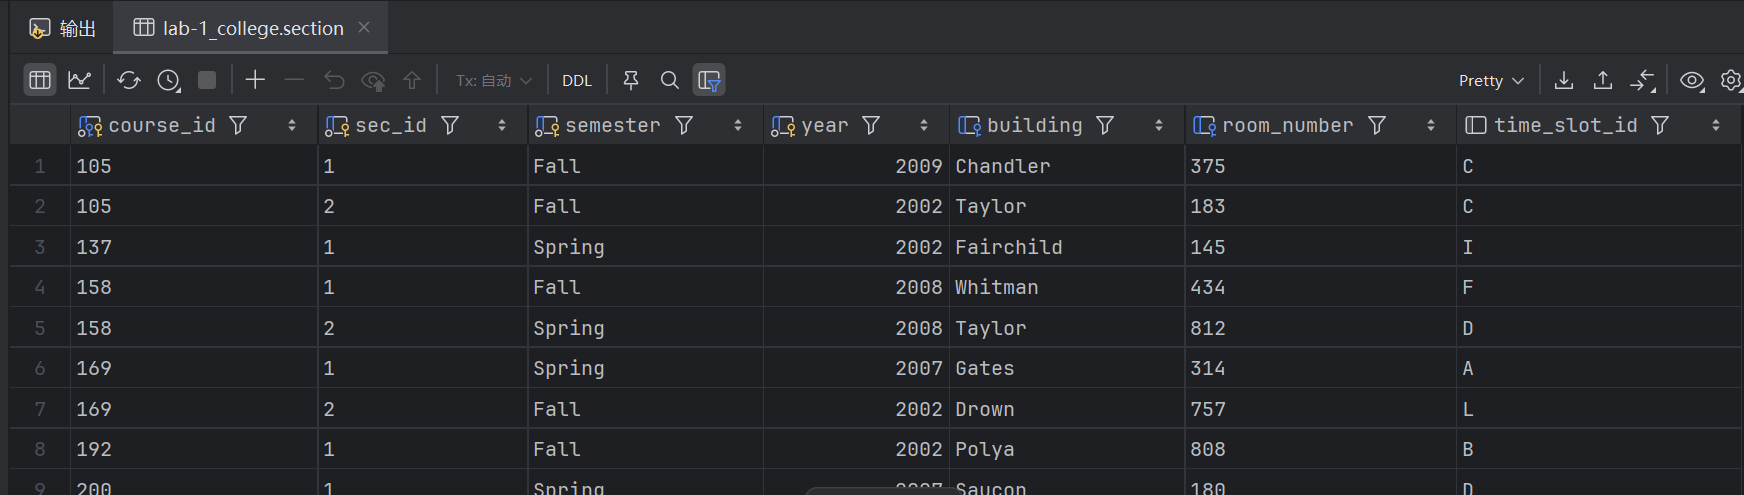 输出 lab-1_college.section
Tx: 自动 DDL Pretty
course_id sec_id semester year building room_number time_slot_id
1 105 1 Fall 2009 Chandler 375 C
2 105 2 Fall 2002 Taylor 183 C
3 137 1 Spring 2002 Fairchild 145 I
4 158 1 Fall 2008 Whitman 434 F
5 158 2 Spring 2008 Taylor 812 D
6 169 1 Spring 2007 Gates 314 A
7 169 2 Fall 2002 Drown 757 L
8 192 1 Fall 2002 Polya 808 B
9 200 1 Spring 2007 Saucon 180 D